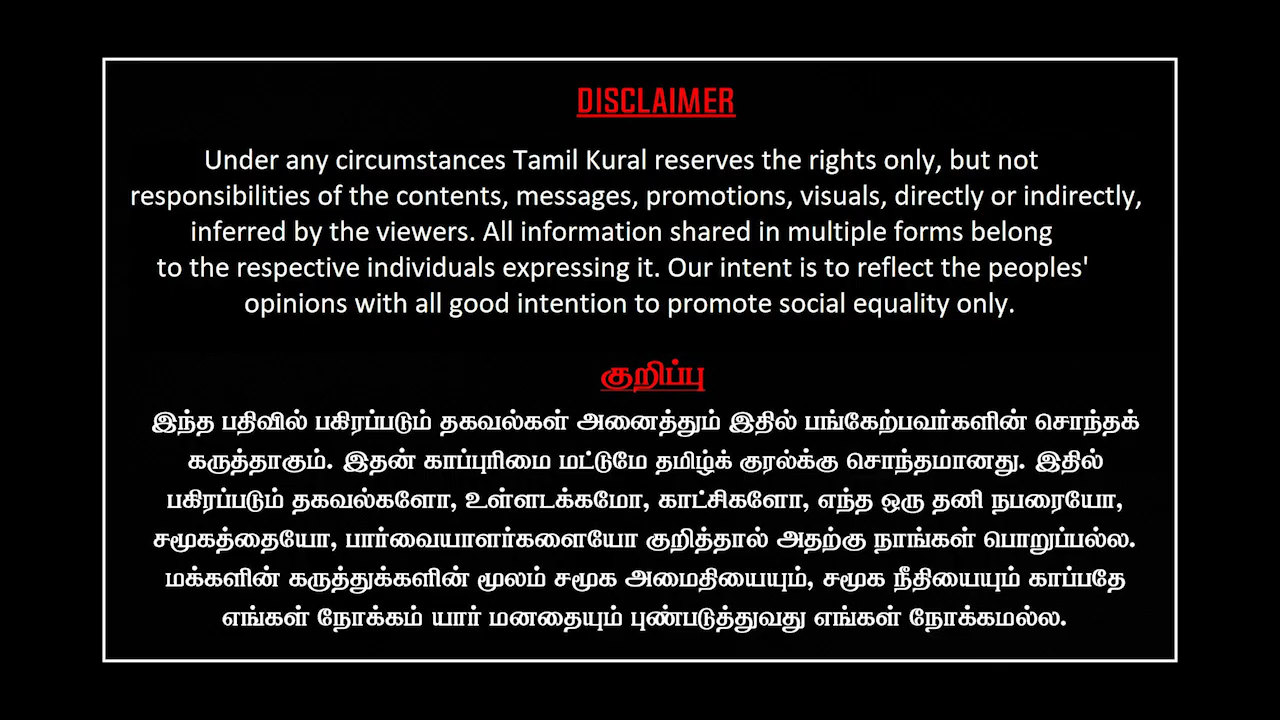 DISCLAIMER
Under any circumstances Tamil Kural reserves the rights only, but not
responsibilities of the contents, messages, promotions, visuals, directly or indirectly,
inferred by the viewers. All information shared in multiple forms belong
to the respective individuals expressing it. Our intent is to reflect the peoples'
opinions with all good intention to promote social equality only.
குறிப்பு
இந்த பதிவில் பகிரப்படும் தகவல்கள் அனைத்தும் இதில் பங்கேற்பவர்களின் சொந்தக்
கருத்தாகும். இதன் காப்புரிமை மட்டுமே தமிழ்க் குரல்க்கு சொந்தமானது. இதில்
பகிரப்படும் தகவல்களோ, உள்ளடக்கமோ, காட்சிகளோ, எந்த ஒரு தனி நபரையோ,
சமூகத்தையோ, பார்வையாளர்களையோ குறித்தால் அதற்கு நாங்கள் பொறுப்பல்ல.
மக்களின் கருத்துக்களின் மூலம் சமூக அமைதியையும், சமூக நீதியையும் காப்பதே
எங்கள் நோக்கம் யார் மனதையும் புண்படுத்துவது எங்கள் நோக்கமல்ல.